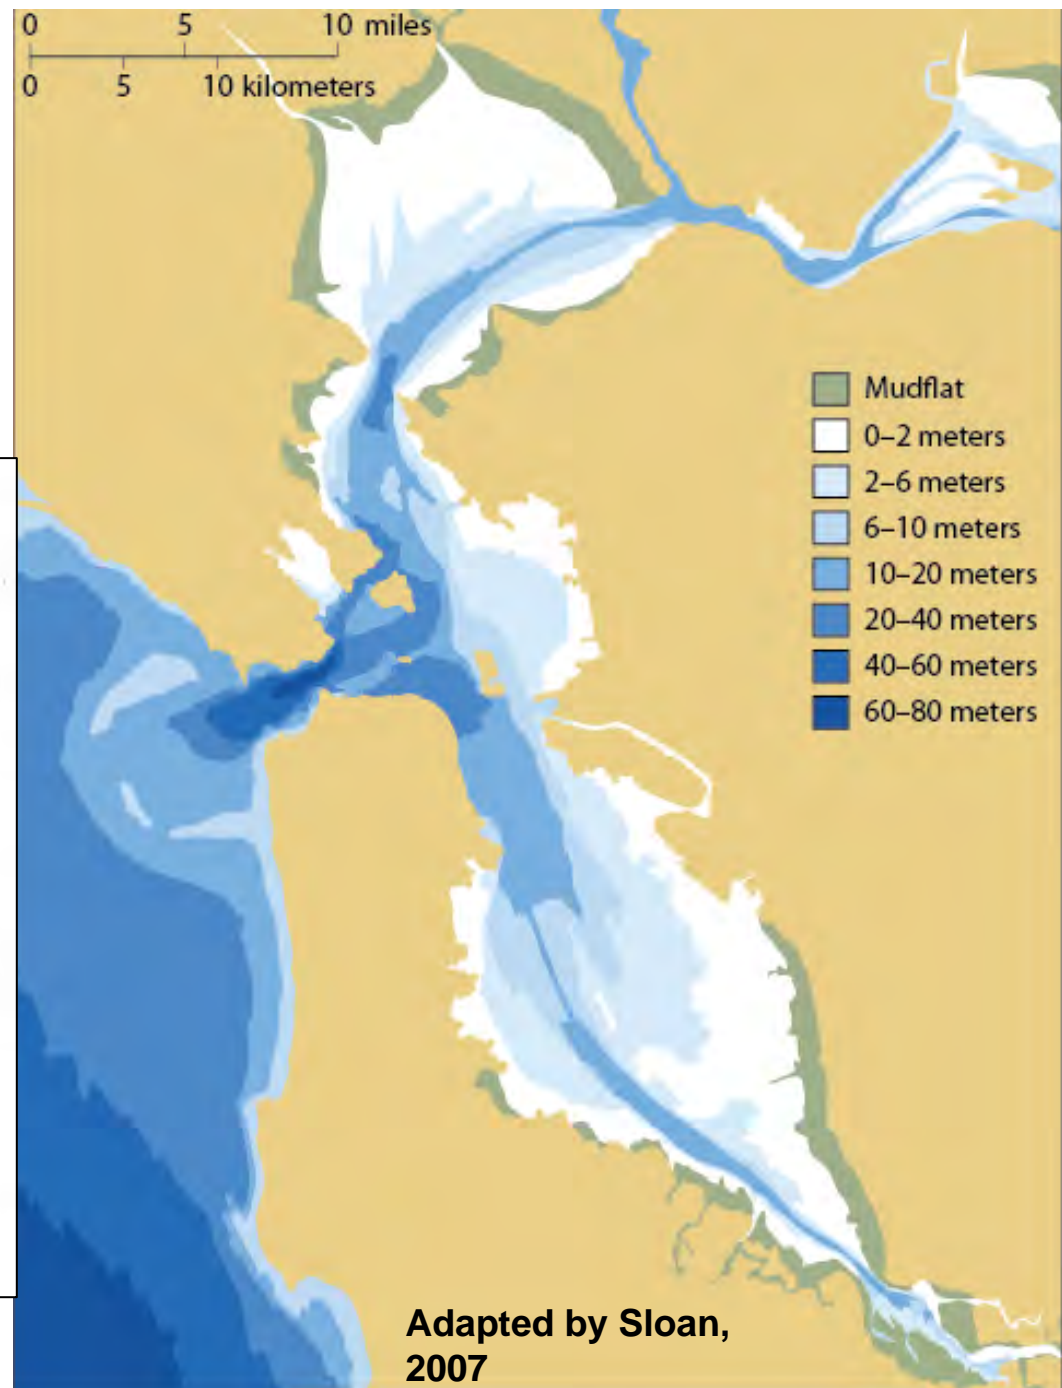 0 5 10 miles
0 5 10 kilometers
Mudflat
0–2 meters
2–6 meters
6–10 meters
10–20 meters
20–40 meters
40–60 meters
60–80 meters
Adapted by Sloan,
2007